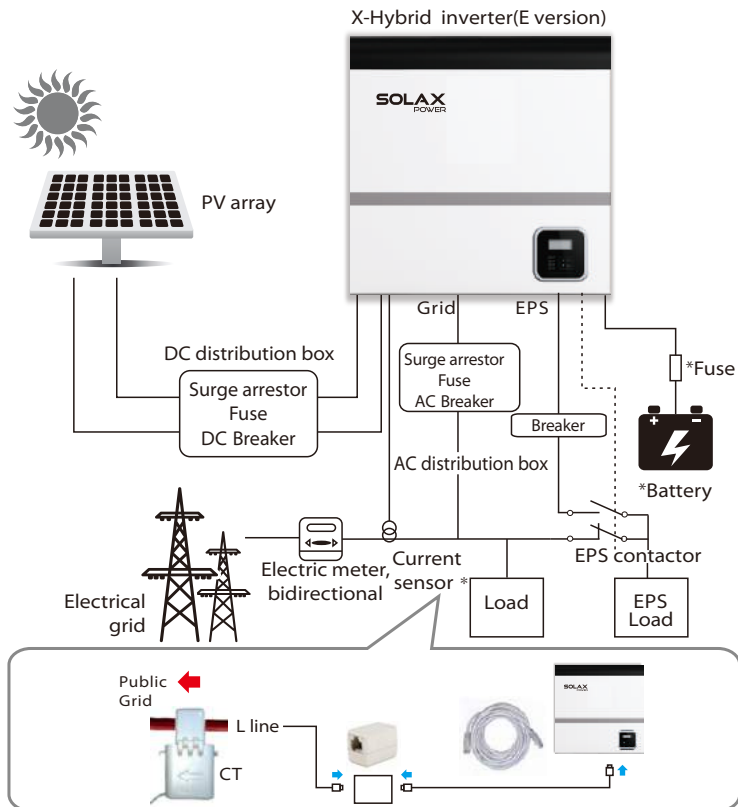 X-Hybrid inverter(E version)
SOLAX
POWER
PV array
Grid
EPS
DC distribution box
Surge arrestor
Fuse
DC Breaker
Surge arrestor
Fuse
AC Breaker
*Fuse
Breaker
+ -
AC distribution box
*Battery
Electric meter,
bidirectional
Current
sensor *
EPS contactor
Electrical
grid
Load
EPS
Load
Public
Grid
L line
CT
SOLAX
POWER